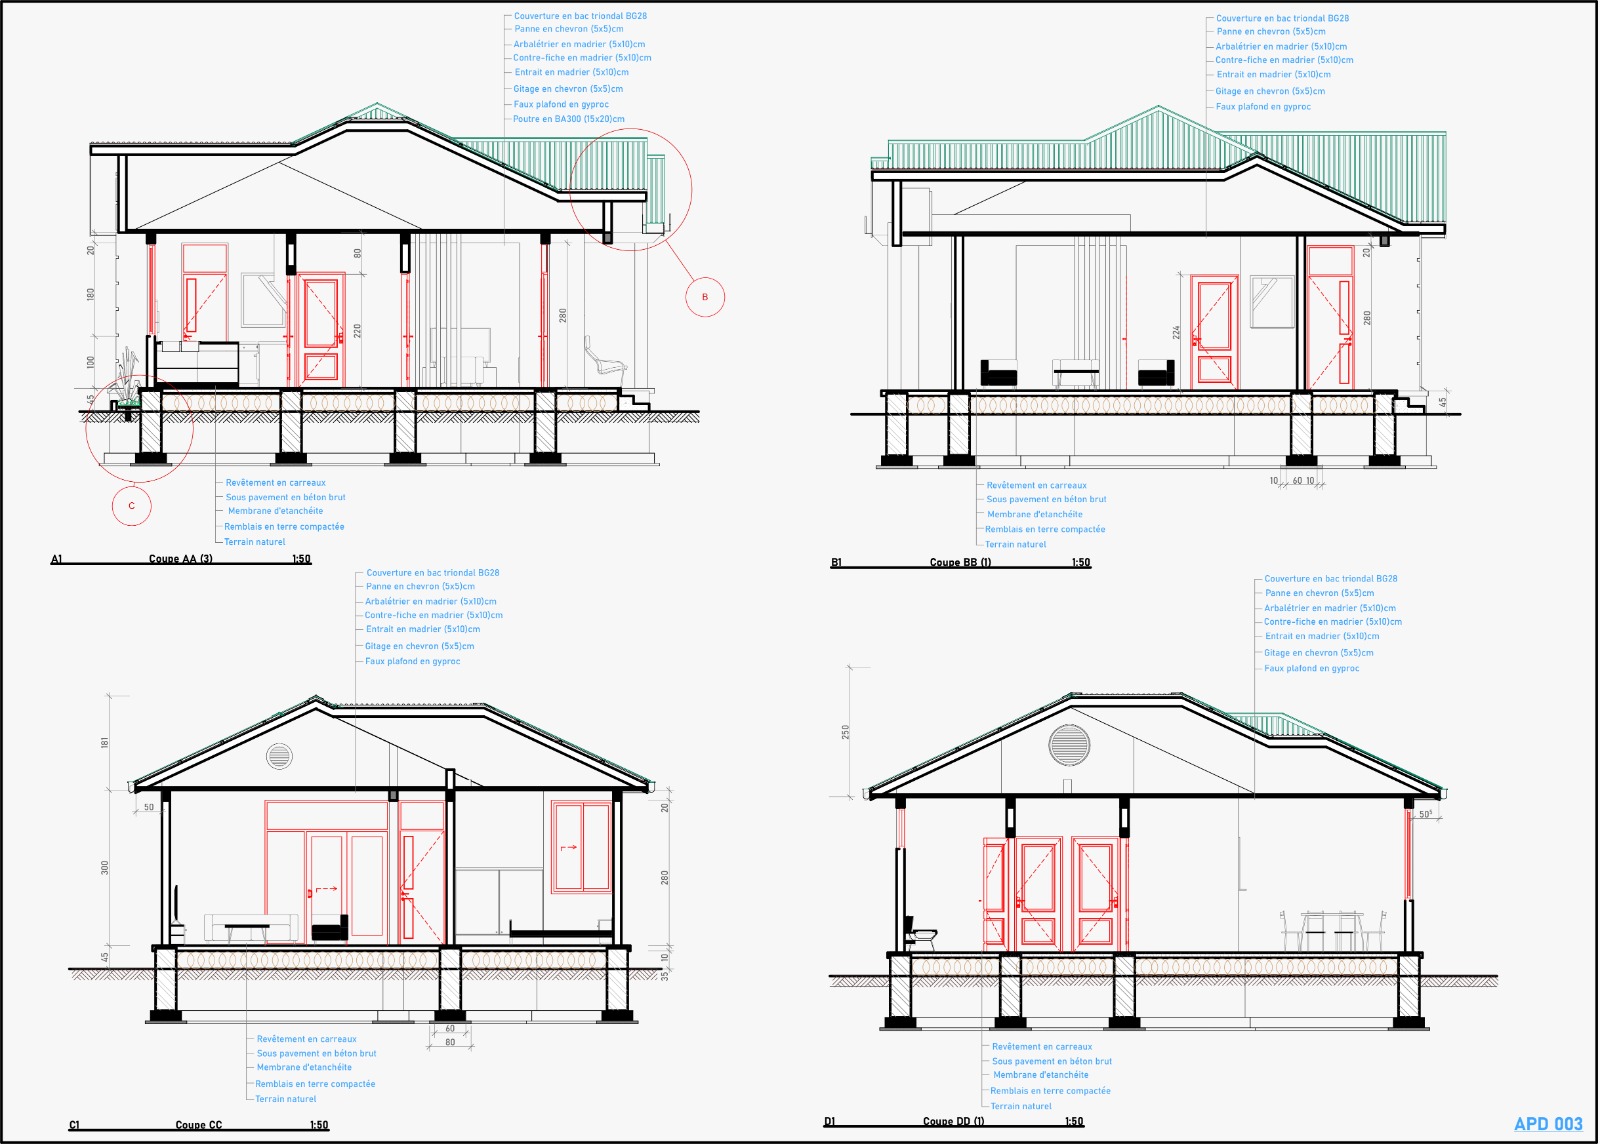 Couverture en bac triondal BG28
Panne en chevron (5x5)cm
Arbalétrier en madrier (5x10)cm
Contre-fiche en madrier (5x10)cm
Entrait en madrier (5x10)cm
Gitage en chevron (5x5)cm
Faux plafond en gyproc
Poutre en BA300 (15x20)cm
20
180
100
45
80
220
280
B
C
Revêtement en carreaux
Sous pavement en béton brut
Membrane d'etanchéite
Remblais en terre compactée
Terrain naturel
A1 Coupe AA (3) 1:50
Couverture en bac triondal BG28
Panne en chevron (5x5)cm
Arbalétrier en madrier (5x10)cm
Contre-fiche en madrier (5x10)cm
Entrait en madrier (5x10)cm
Gitage en chevron (5x5)cm
Faux plafond en gyproc
224
20
280
45
10 60 10
Revêtement en carreaux
Sous pavement en béton brut
Membrane d'etanchéite
Remblais en terre compactée
Terrain naturel
B1 Coupe BB (1) 1:50
Couverture en bac triondal BG28
Panne en chevron (5x5)cm
Arbalétrier en madrier (5x10)cm
Contre-fiche en madrier (5x10)cm
Entrait en madrier (5x10)cm
Gitage en chevron (5x5)cm
Faux plafond en gyproc
181
50
300
45
20
280
10
35
60
80
Revêtement en carreaux
Sous pavement en béton brut
Membrane d'etanchéite
Remblais en terre compactée
Terrain naturel
C1 Coupe CC 1:50
Couverture en bac triondal BG28
Panne en chevron (5x5)cm
Arbalétrier en madrier (5x10)cm
Contre-fiche en madrier (5x10)cm
Entrait en madrier (5x10)cm
Gitage en chevron (5x5)cm
Faux plafond en gyproc
250
50⁵
Revêtement en carreaux
Sous pavement en béton brut
Membrane d'etanchéite
Remblais en terre compactée
Terrain naturel
D1 Coupe DD (1) 1:50
APD 003